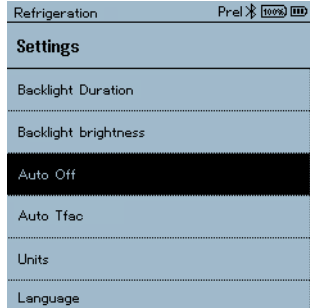 Refrigeration Prel 100%
Settings
Backlight Duration
Backlight brightness
Auto Off
Auto Tfac
Units
Language